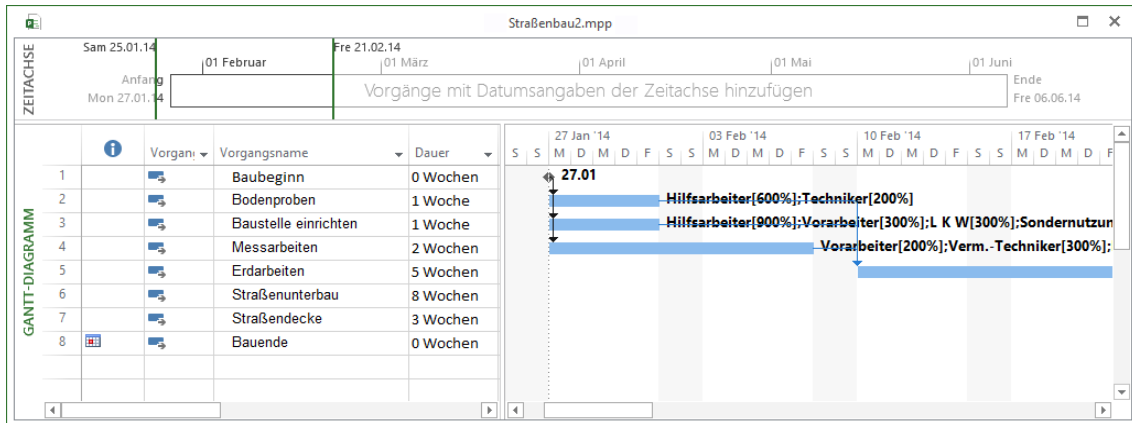 Straßenbau2.mpp
ZEITACHSE
Sam 25.01.14
Fre 21.02.14
01 Februar
01 März
01 April
01 Mai
01 Juni
Anfang
Mon 27.01.14
Vorgänge mit Datumsangaben der Zeitachse hinzufügen
Ende
Fre 06.06.14
GANTT-DIAGRAMM
Vorgan
Vorgangsname
Dauer
27 Jan '14
03 Feb '14
10 Feb '14
17 Feb '14
S S M D M D F S S M D M D F S S M D M D F S S M D M D F
1 Baubeginn 0 Wochen
27.01
2 Bodenproben 1 Woche
Hilfsarbeiter[600%];Techniker[200%]
3 Baustelle einrichten 1 Woche
Hilfsarbeiter[900%];Vorarbeiter[300%];L K W[300%];Sondernutzun
4 Messarbeiten 2 Wochen
Vorarbeiter[200%];Verm.-Techniker[300%];
5 Erdarbeiten 5 Wochen
6 Straßenunterbau 8 Wochen
7 Straßendecke 3 Wochen
8 Bauende 0 Wochen